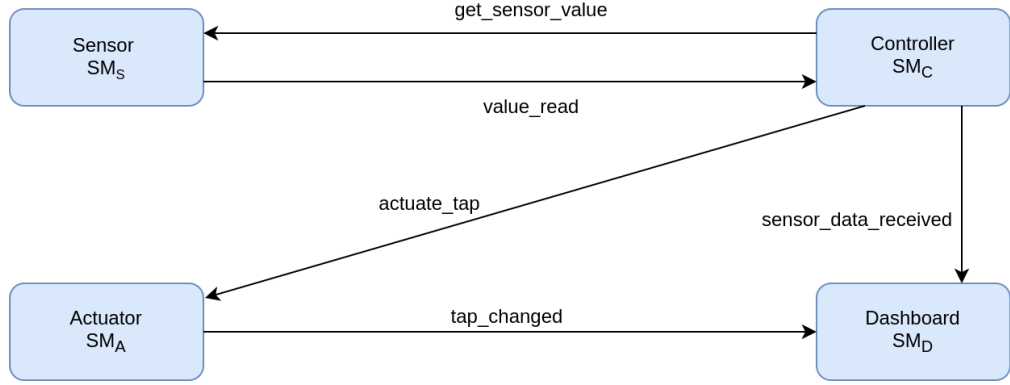 get_sensor_value
Sensor
SM_S
Controller
SM_C
value_read
actuate_tap
sensor_data_received
Actuator
SM_A
tap_changed
Dashboard
SM_D